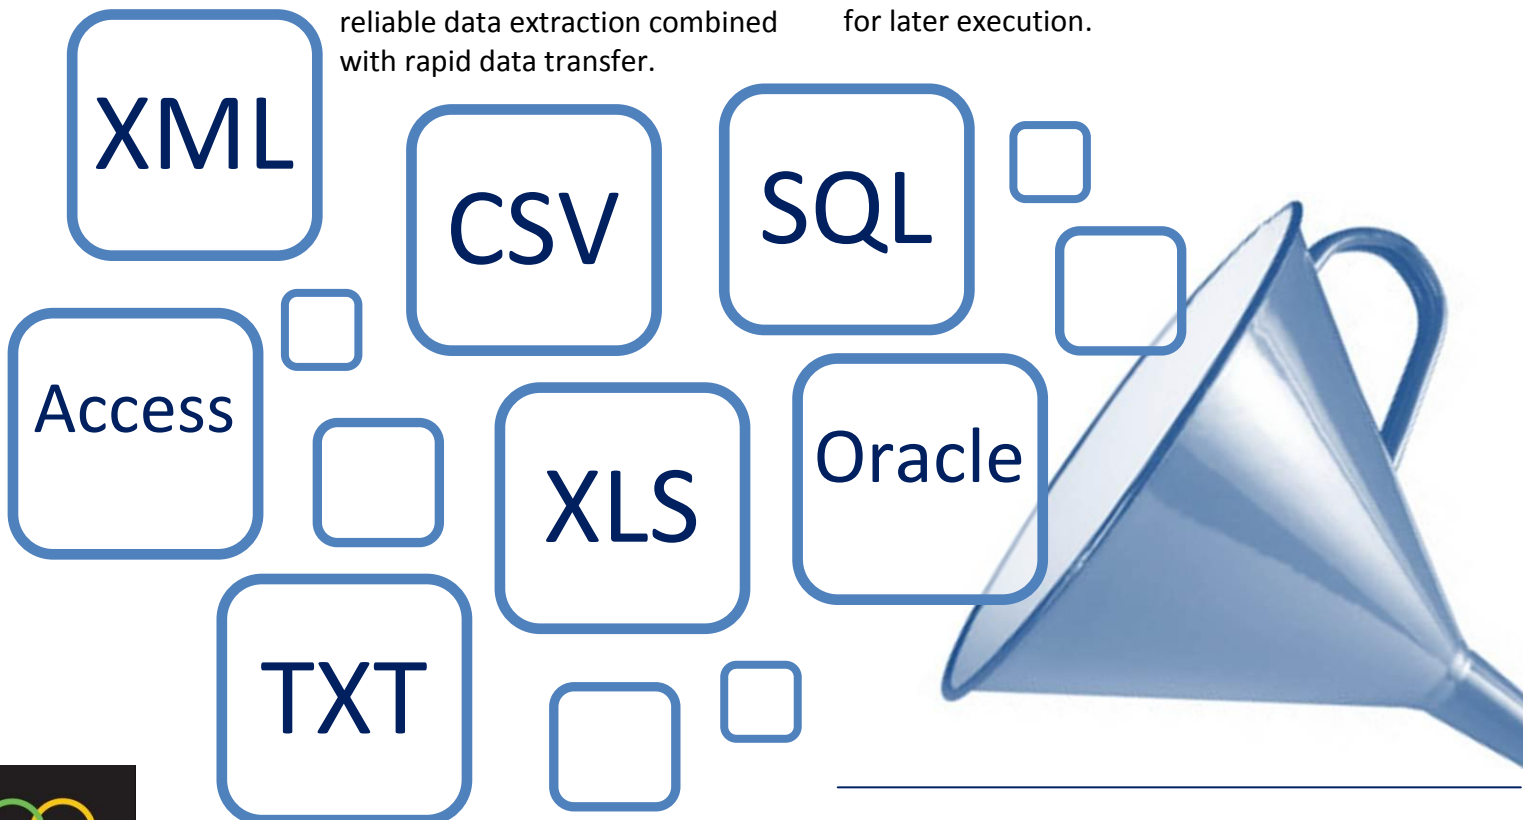 reliable data extraction combined
with rapid data transfer.
for later execution.
XML
CSV
SQL
Access
XLS
Oracle
TXT